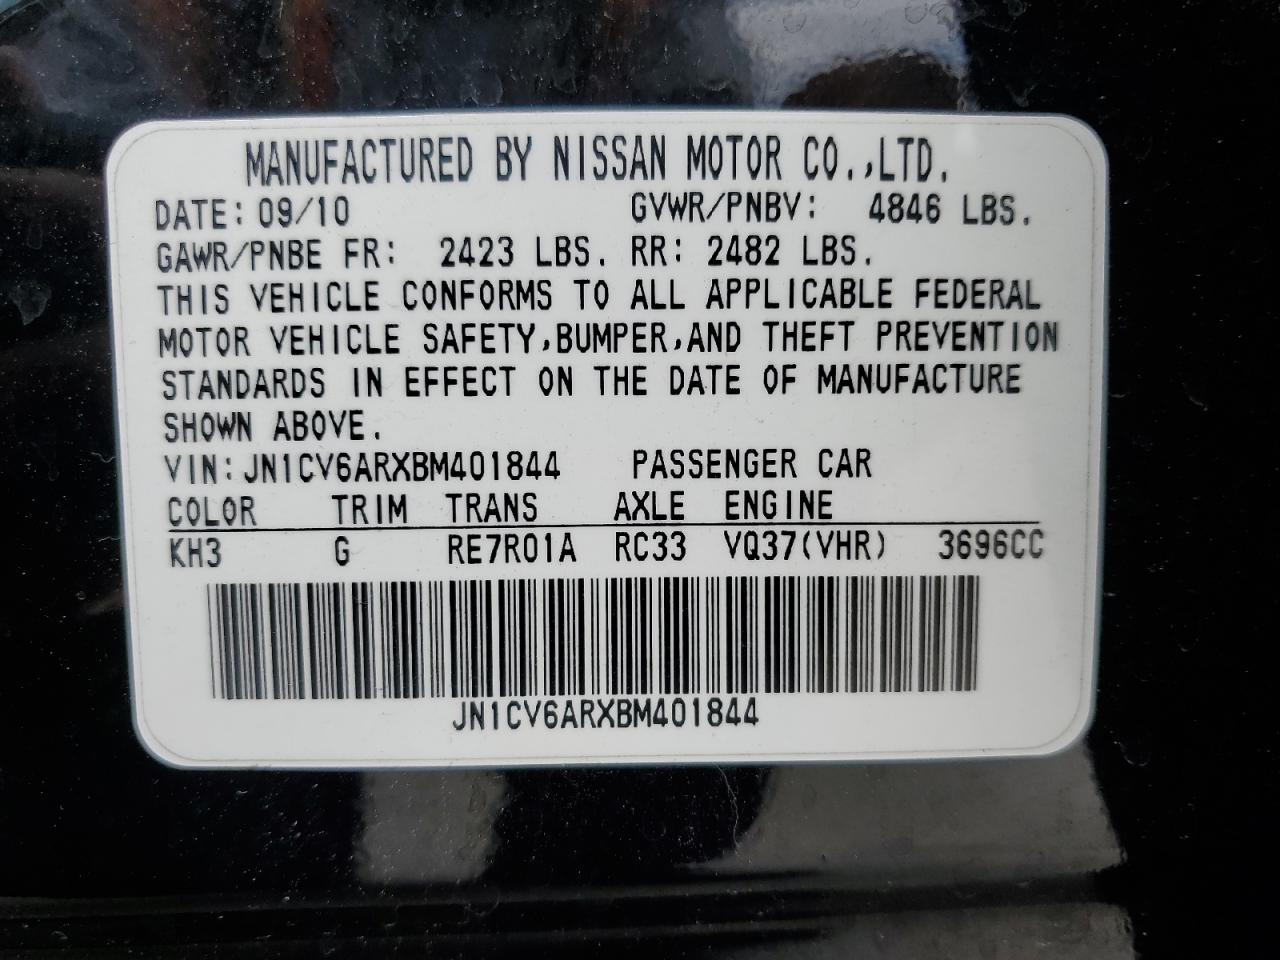 MANUFACTURED BY NISSAN MOTOR CO.,LTD.
DATE: 09/10 GVWR/PNBV: 4846 LBS.
GAWR/PNBE FR: 2423 LBS. RR: 2482 LBS.
THIS VEHICLE CONFORMS TO ALL APPLICABLE FEDERAL
MOTOR VEHICLE SAFETY,BUMPER,AND THEFT PREVENTION
STANDARDS IN EFFECT ON THE DATE OF MANUFACTURE
SHOWN ABOVE.
VIN: JN1CV6ARXBM401844 PASSENGER CAR
COLOR TRIM TRANS AXLE ENGINE
KH3 G RE7R01A RC33 VQ37(VHR) 3696CC
JN1CV6ARXBM401844